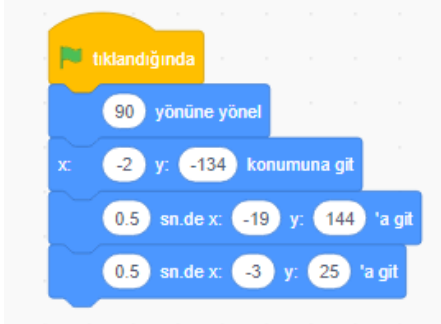 tıklandığında
90 yönüne yönel
x: -2 y: -134 konumuna git
0.5 sn.de x: -19 y: 144 'a git
0.5 sn.de x: -3 y: 25 'a git